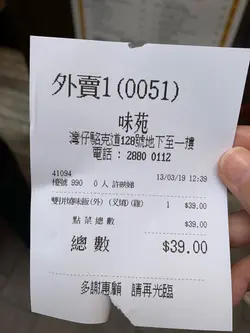 外賣1(0051)
味苑
灣仔駱克道128號地下至一樓
電話：2880 0112
41094 13/03/19 12:39
檯號 990 0 人 許映娣
雙拼燒味飯(外) (叉燒) (雞) 1 $39.00
點菜總數 $39.00
總數 $39.00
多謝惠顧 請再光臨